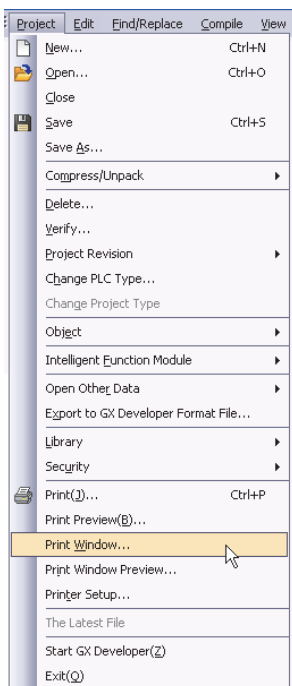 Project Edit Find/Replace Compile View
New... Ctrl+N
Open... Ctrl+O
Close
Save Ctrl+S
Save As...
Compress/Unpack
Delete...
Verify...
Project Revision
Change PLC Type...
Change Project Type
Object
Intelligent Function Module
Open Other Data
Export to GX Developer Format File...
Library
Security
Print(J)... Ctrl+P
Print Preview(B)...
Print Window...
Print Window Preview...
Printer Setup...
The Latest File
Start GX Developer(Z)
Exit(Q)